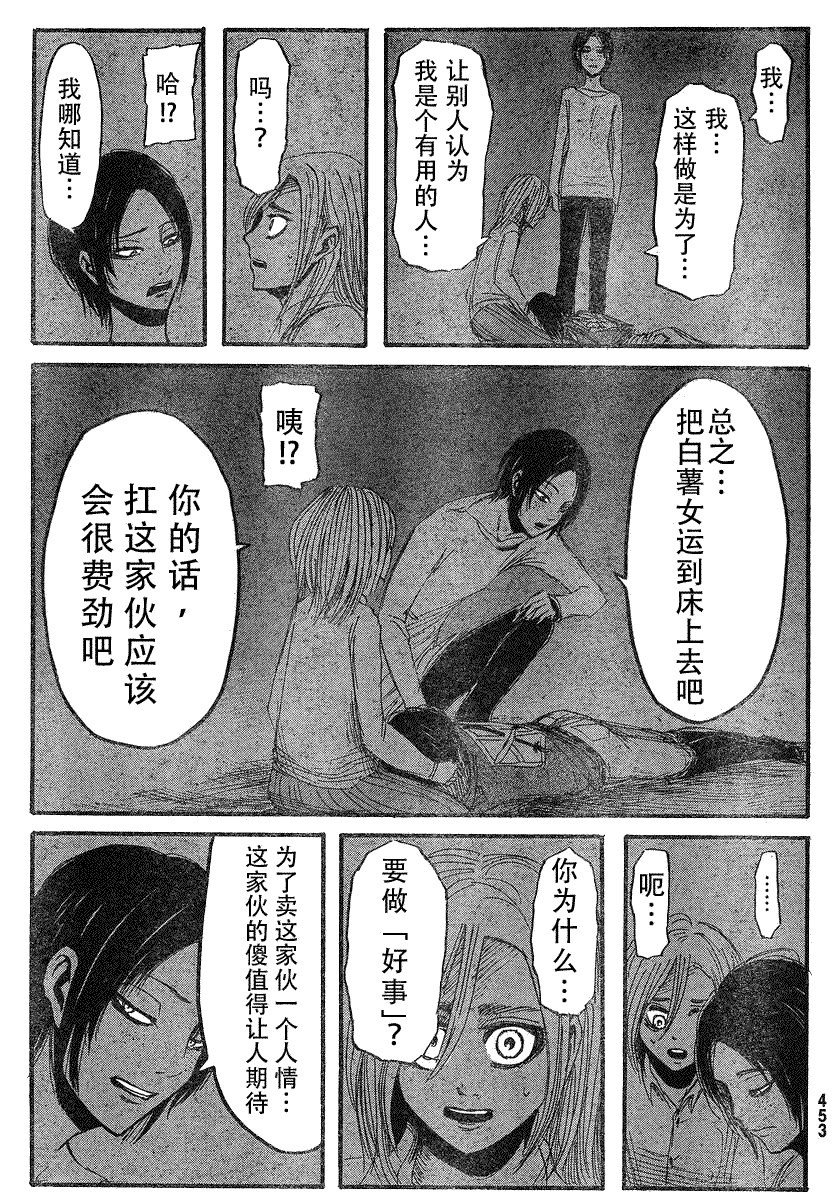 我…
我…
这样做是为了…
让别人认为
我是个有用的人…
吗…?
哈!?
我哪知道…
总之…
把白薯女运到床上去吧
咦!?
你的话,
扛这家伙应该
会很费劲吧
……
呃…
你为什么…
要做「好事」?
为了卖这家伙一个人情…
这家伙的傻值得让人期待
453